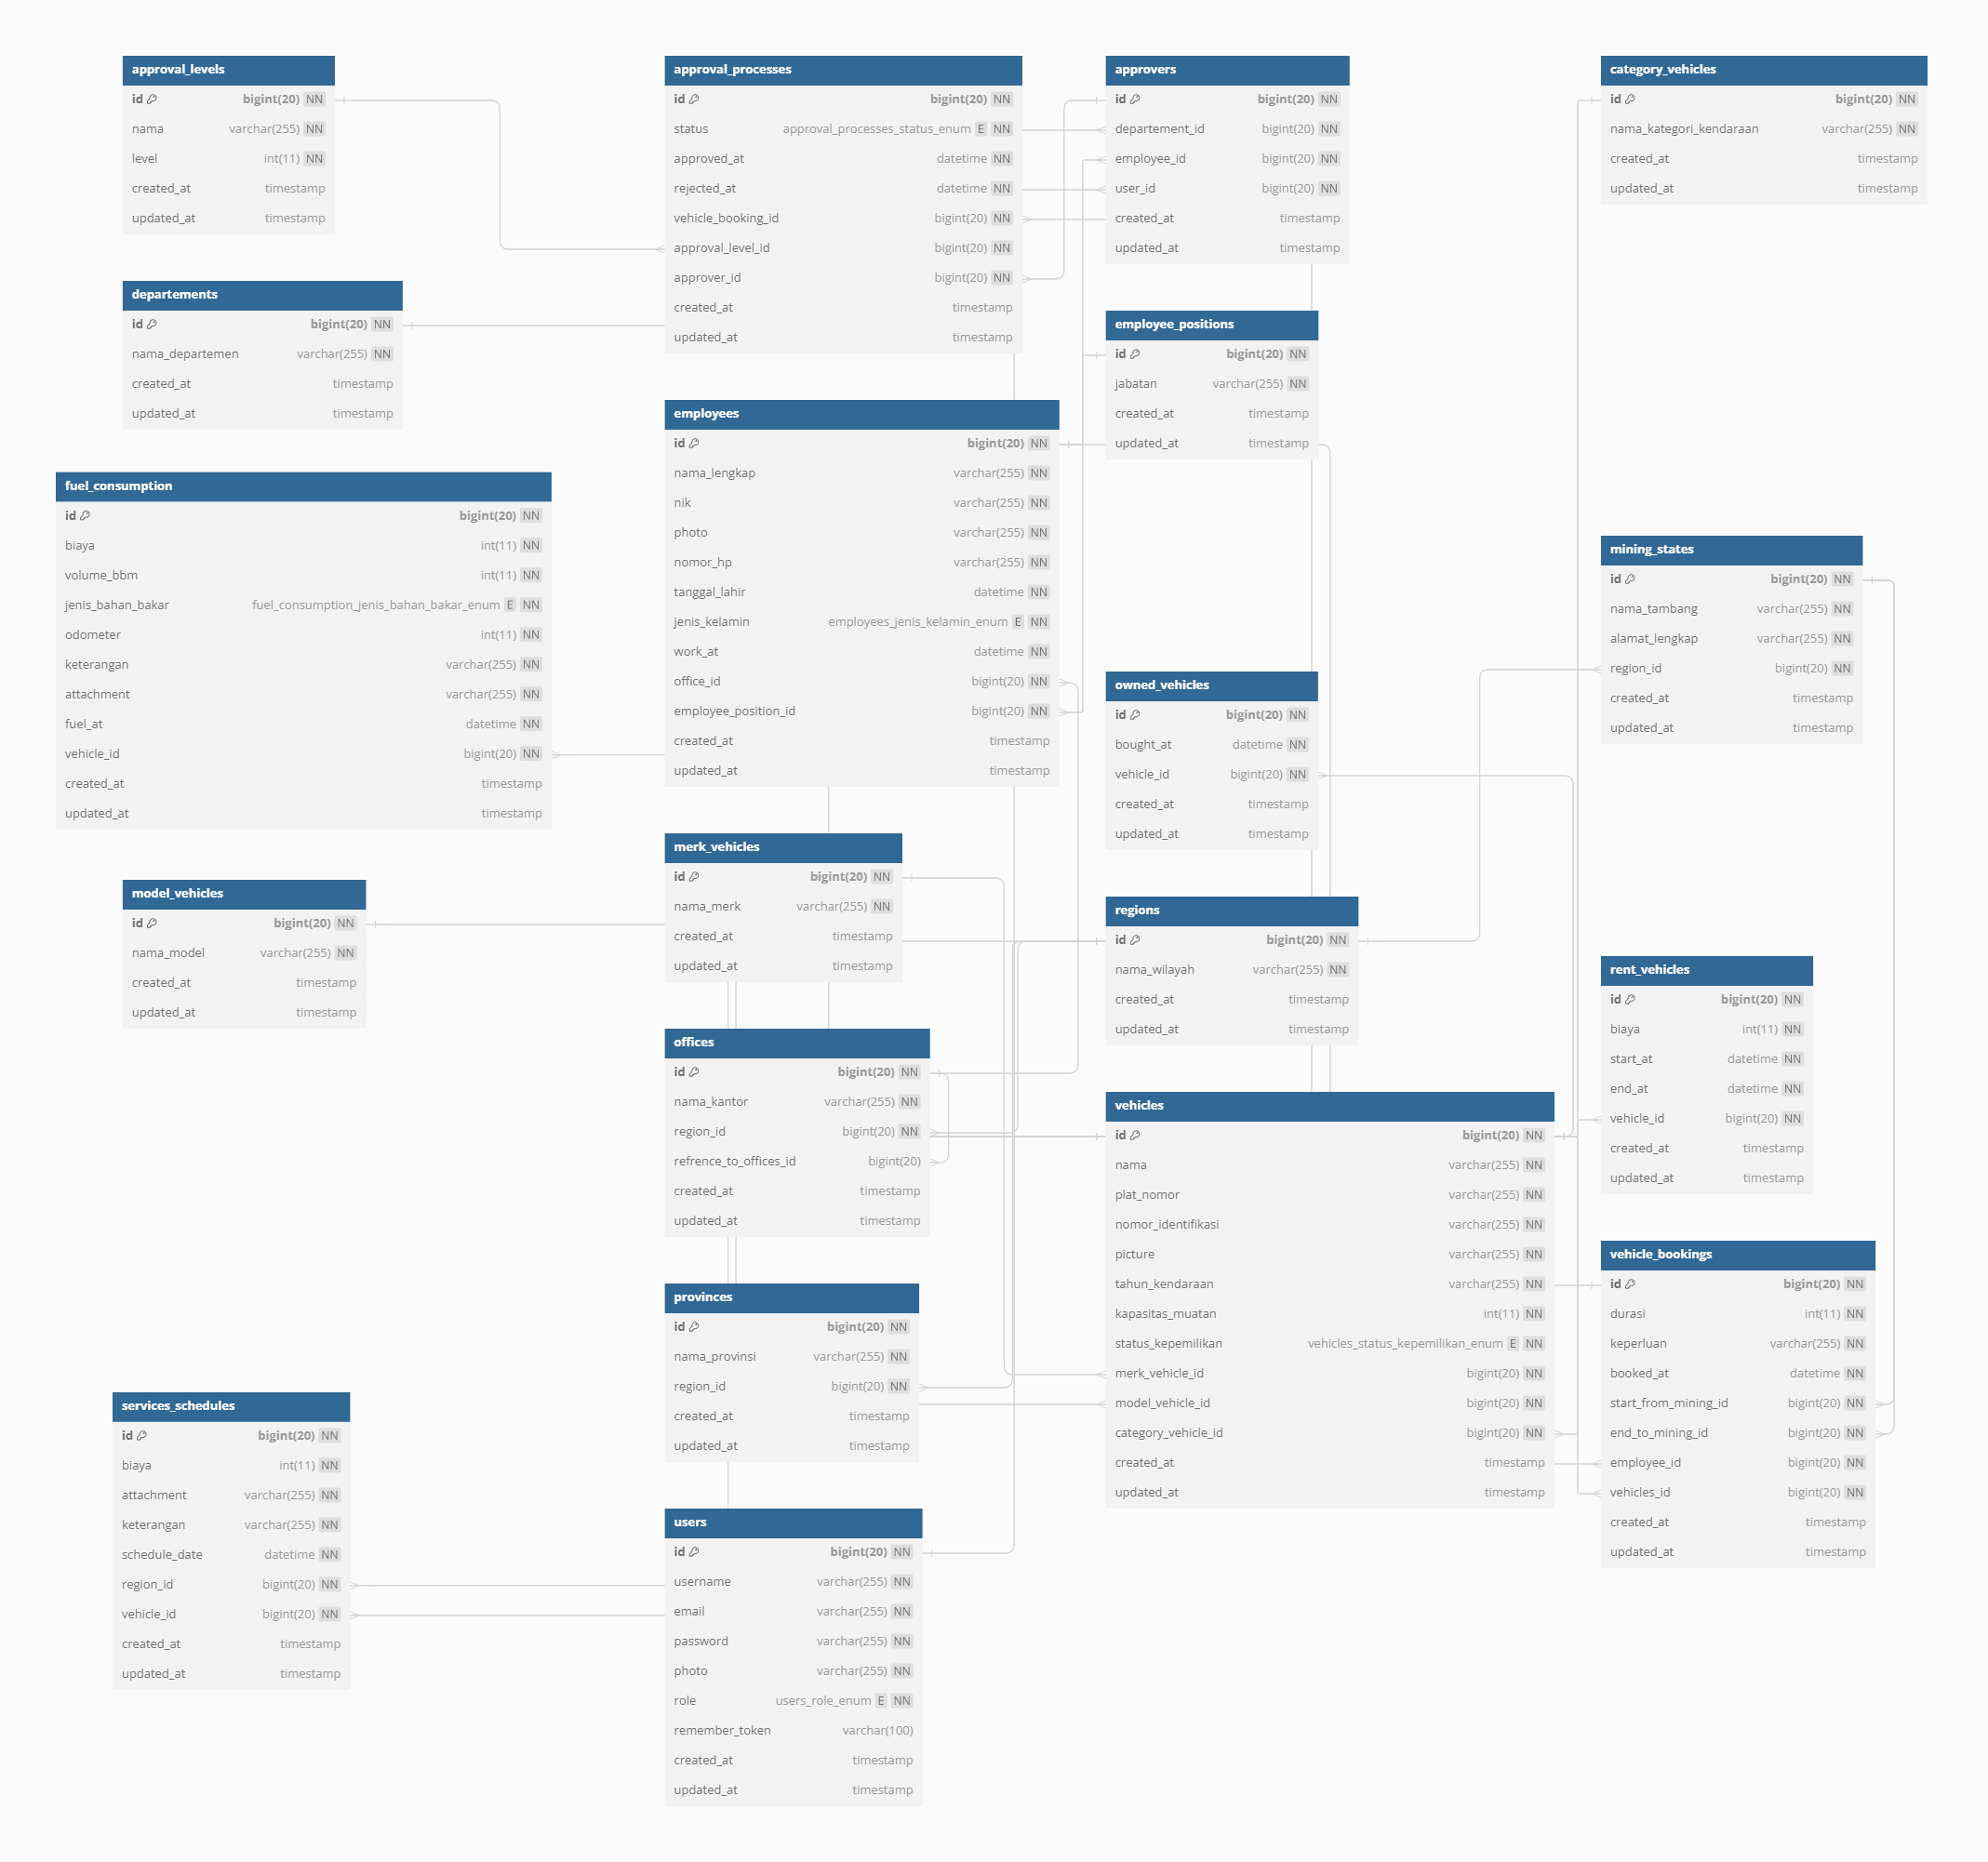 approval_levels
id bigint(20) NN
nama varchar(255) NN
level int(11) NN
created_at timestamp
updated_at timestamp
departements
id bigint(20) NN
nama_departemen varchar(255) NN
created_at timestamp
updated_at timestamp
fuel_consumption
id bigint(20) NN
biaya int(11) NN
volume_bbm int(11) NN
jenis_bahan_bakar fuel_consumption_jenis_bahan_bakar_enum E NN
odometer int(11) NN
keterangan varchar(255) NN
attachment varchar(255) NN
fuel_at datetime NN
vehicle_id bigint(20) NN
created_at timestamp
updated_at timestamp
model_vehicles
id bigint(20) NN
nama_model varchar(255) NN
created_at timestamp
updated_at timestamp
services_schedules
id bigint(20) NN
biaya int(11) NN
attachment varchar(255) NN
keterangan varchar(255) NN
schedule_date datetime NN
region_id bigint(20) NN
vehicle_id bigint(20) NN
created_at timestamp
updated_at timestamp
approval_processes
id bigint(20) NN
status approval_processes_status_enum E NN
approved_at datetime NN
rejected_at datetime NN
vehicle_booking_id bigint(20) NN
approval_level_id bigint(20) NN
approver_id bigint(20) NN
created_at timestamp
updated_at timestamp
employees
id bigint(20) NN
nama_lengkap varchar(255) NN
nik varchar(255) NN
photo varchar(255) NN
nomor_hp varchar(255) NN
tanggal_lahir datetime NN
jenis_kelamin employees_jenis_kelamin_enum E NN
work_at datetime NN
office_id bigint(20) NN
employee_position_id bigint(20) NN
created_at timestamp
updated_at timestamp
merk_vehicles
id bigint(20) NN
nama_merk varchar(255) NN
created_at timestamp
updated_at timestamp
offices
id bigint(20) NN
nama_kantor varchar(255) NN
region_id bigint(20) NN
refrence_to_offices_id bigint(20)
created_at timestamp
updated_at timestamp
provinces
id bigint(20) NN
nama_provinsi varchar(255) NN
region_id bigint(20) NN
created_at timestamp
updated_at timestamp
users
id bigint(20) NN
username varchar(255) NN
email varchar(255) NN
password varchar(255) NN
photo varchar(255) NN
role users_role_enum E NN
remember_token varchar(100)
created_at timestamp
updated_at timestamp
approvers
id bigint(20) NN
departement_id bigint(20) NN
employee_id bigint(20) NN
user_id bigint(20) NN
created_at timestamp
updated_at timestamp
employee_positions
id bigint(20) NN
jabatan varchar(255) NN
created_at timestamp
updated_at timestamp
owned_vehicles
id bigint(20) NN
bought_at datetime NN
vehicle_id bigint(20) NN
created_at timestamp
updated_at timestamp
regions
id bigint(20) NN
nama_wilayah varchar(255) NN
created_at timestamp
updated_at timestamp
vehicles
id bigint(20) NN
nama varchar(255) NN
plat_nomor varchar(255) NN
nomor_identifikasi varchar(255) NN
picture varchar(255) NN
tahun_kendaraan varchar(255) NN
kapasitas_muatan int(11) NN
status_kepemilikan vehicles_status_kepemilikan_enum E NN
merk_vehicle_id bigint(20) NN
model_vehicle_id bigint(20) NN
category_vehicle_id bigint(20) NN
created_at timestamp
updated_at timestamp
category_vehicles
id bigint(20) NN
nama_kategori_kendaraan varchar(255) NN
created_at timestamp
updated_at timestamp
mining_states
id bigint(20) NN
nama_tambang varchar(255) NN
alamat_lengkap varchar(255) NN
region_id bigint(20) NN
created_at timestamp
updated_at timestamp
rent_vehicles
id bigint(20) NN
biaya int(11) NN
start_at datetime NN
end_at datetime NN
vehicle_id bigint(20) NN
created_at timestamp
updated_at timestamp
vehicle_bookings
id bigint(20) NN
durasi int(11) NN
keperluan varchar(255) NN
booked_at datetime NN
start_from_mining_id bigint(20) NN
end_to_mining_id bigint(20) NN
employee_id bigint(20) NN
vehicles_id bigint(20) NN
created_at timestamp
updated_at timestamp